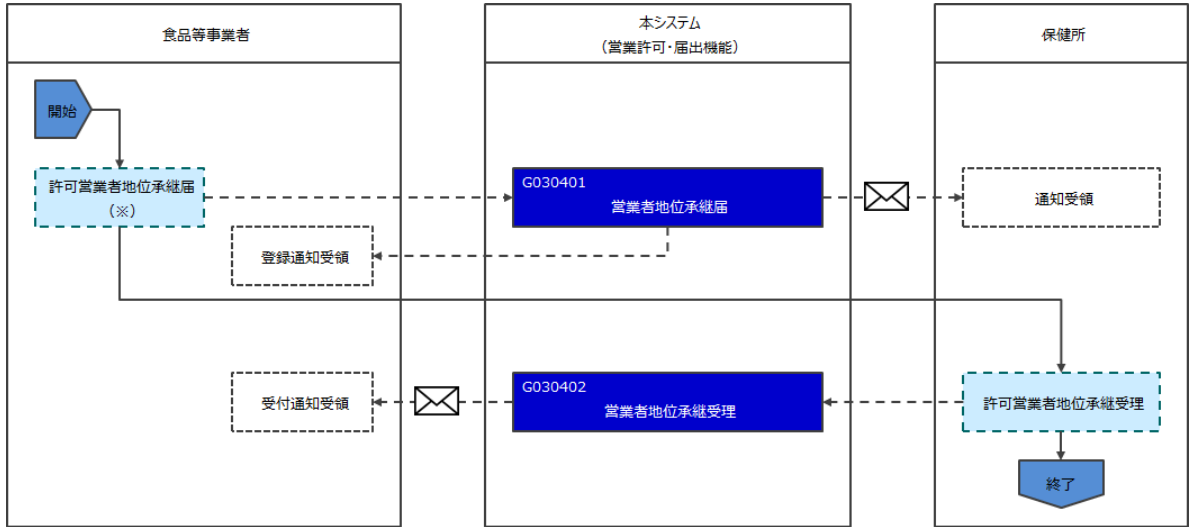 食品等事業者
本システム
（営業許可・届出機能）
保健所
開始
許可営業者地位承継届
（※）
G030401
営業者地位承継届
通知受領
登録通知受領
受付通知受領
G030402
営業者地位承継受理
許可営業者地位承継受理
終了